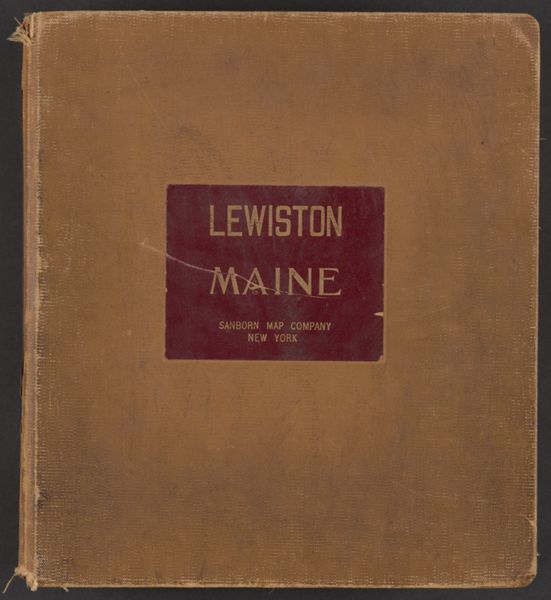 LEWISTON
MAINE
SANBORN MAP COMPANY
NEW YORK